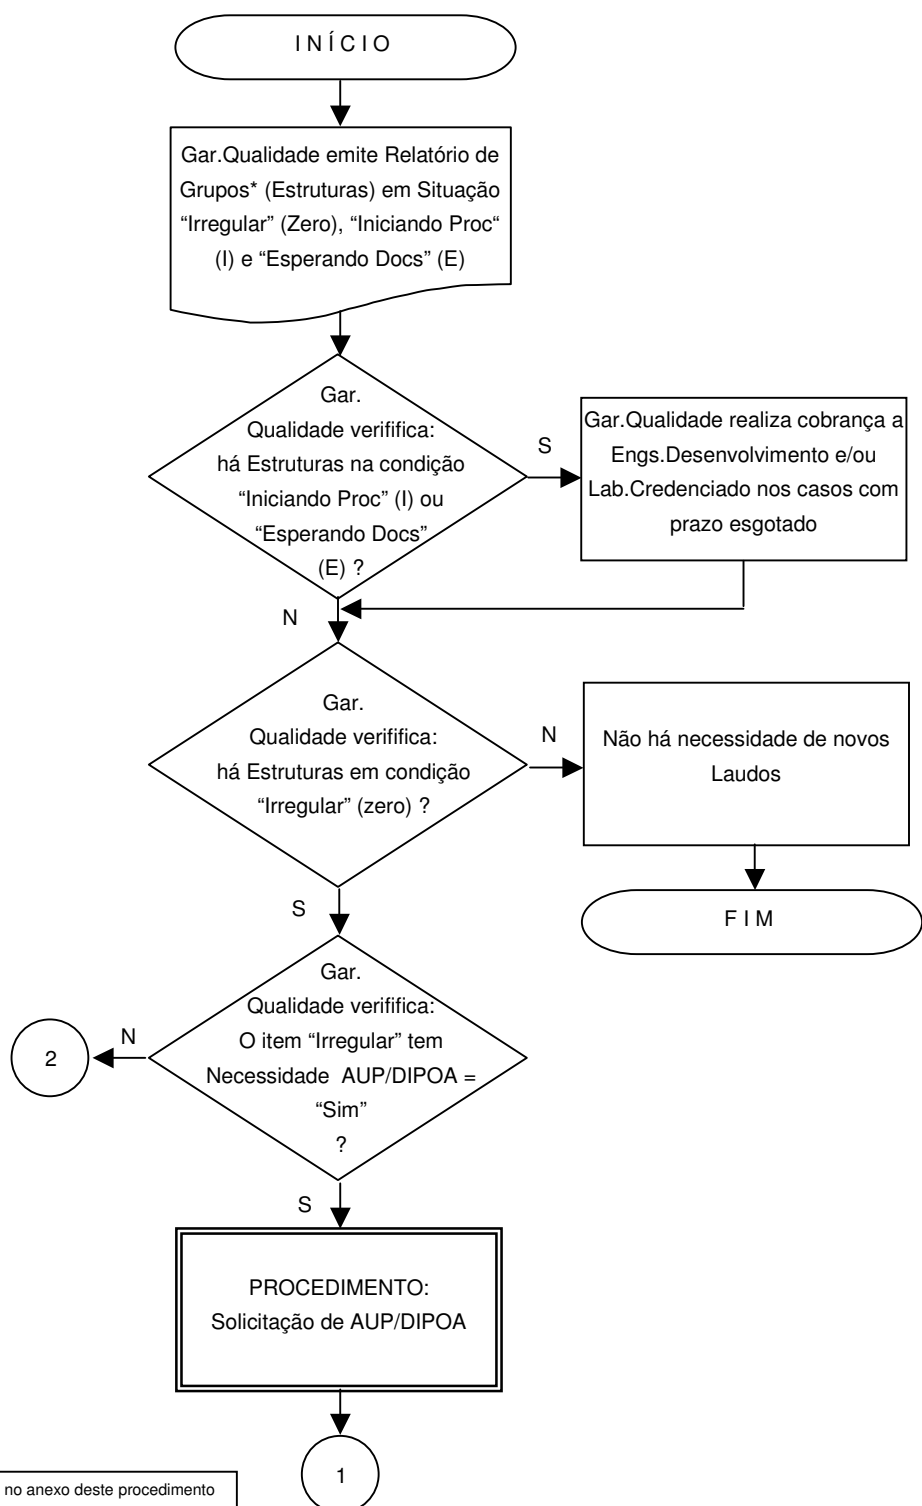 I N Í C I O
Gar.Qualidade emite Relatório de
Grupos* (Estruturas) em Situação
“Irregular” (Zero), “Iniciando Proc“
(I) e “Esperando Docs” (E)
Gar.
Qualidade verififica:
há Estruturas na condição
“Iniciando Proc” (I) ou
“Esperando Docs”
(E) ?
S
Gar.Qualidade realiza cobrança a
Engs.Desenvolvimento e/ou
Lab.Credenciado nos casos com
prazo esgotado
N
Gar.
Qualidade verififica:
há Estruturas em condição
“Irregular” (zero) ?
N
Não há necessidade de novos
Laudos
F I M
S
Gar.
Qualidade verififica:
O item “Irregular” tem
Necessidade AUP/DIPOA =
“Sim”
?
N
2
S
PROCEDIMENTO:
Solicitação de AUP/DIPOA
1
no anexo deste procedimento